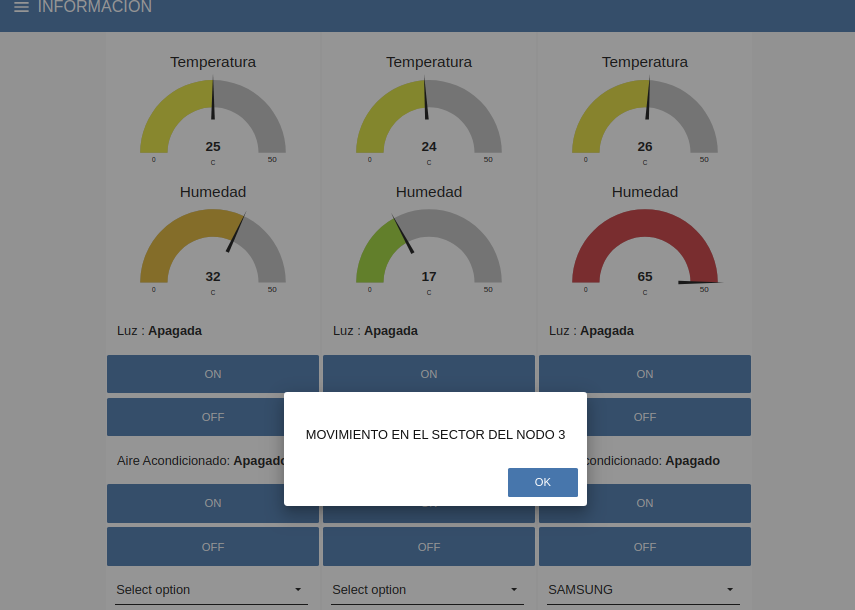 INFORMACION
Temperatura Temperatura Temperatura
25 24 26
0 C 50 0 C 50 0 C 50
Humedad Humedad Humedad
32 17 65
0 C 50 0 C 50 0 C 50
Luz : Apagada Luz : Apagada Luz : Apagada
ON ON ON
OFF OFF
MOVIMIENTO EN EL SECTOR DEL NODO 3
Aire Acondicionado: Apagado condicionado: Apagado
OK
ON ON
OFF OFF OFF
Select option Select option SAMSUNG